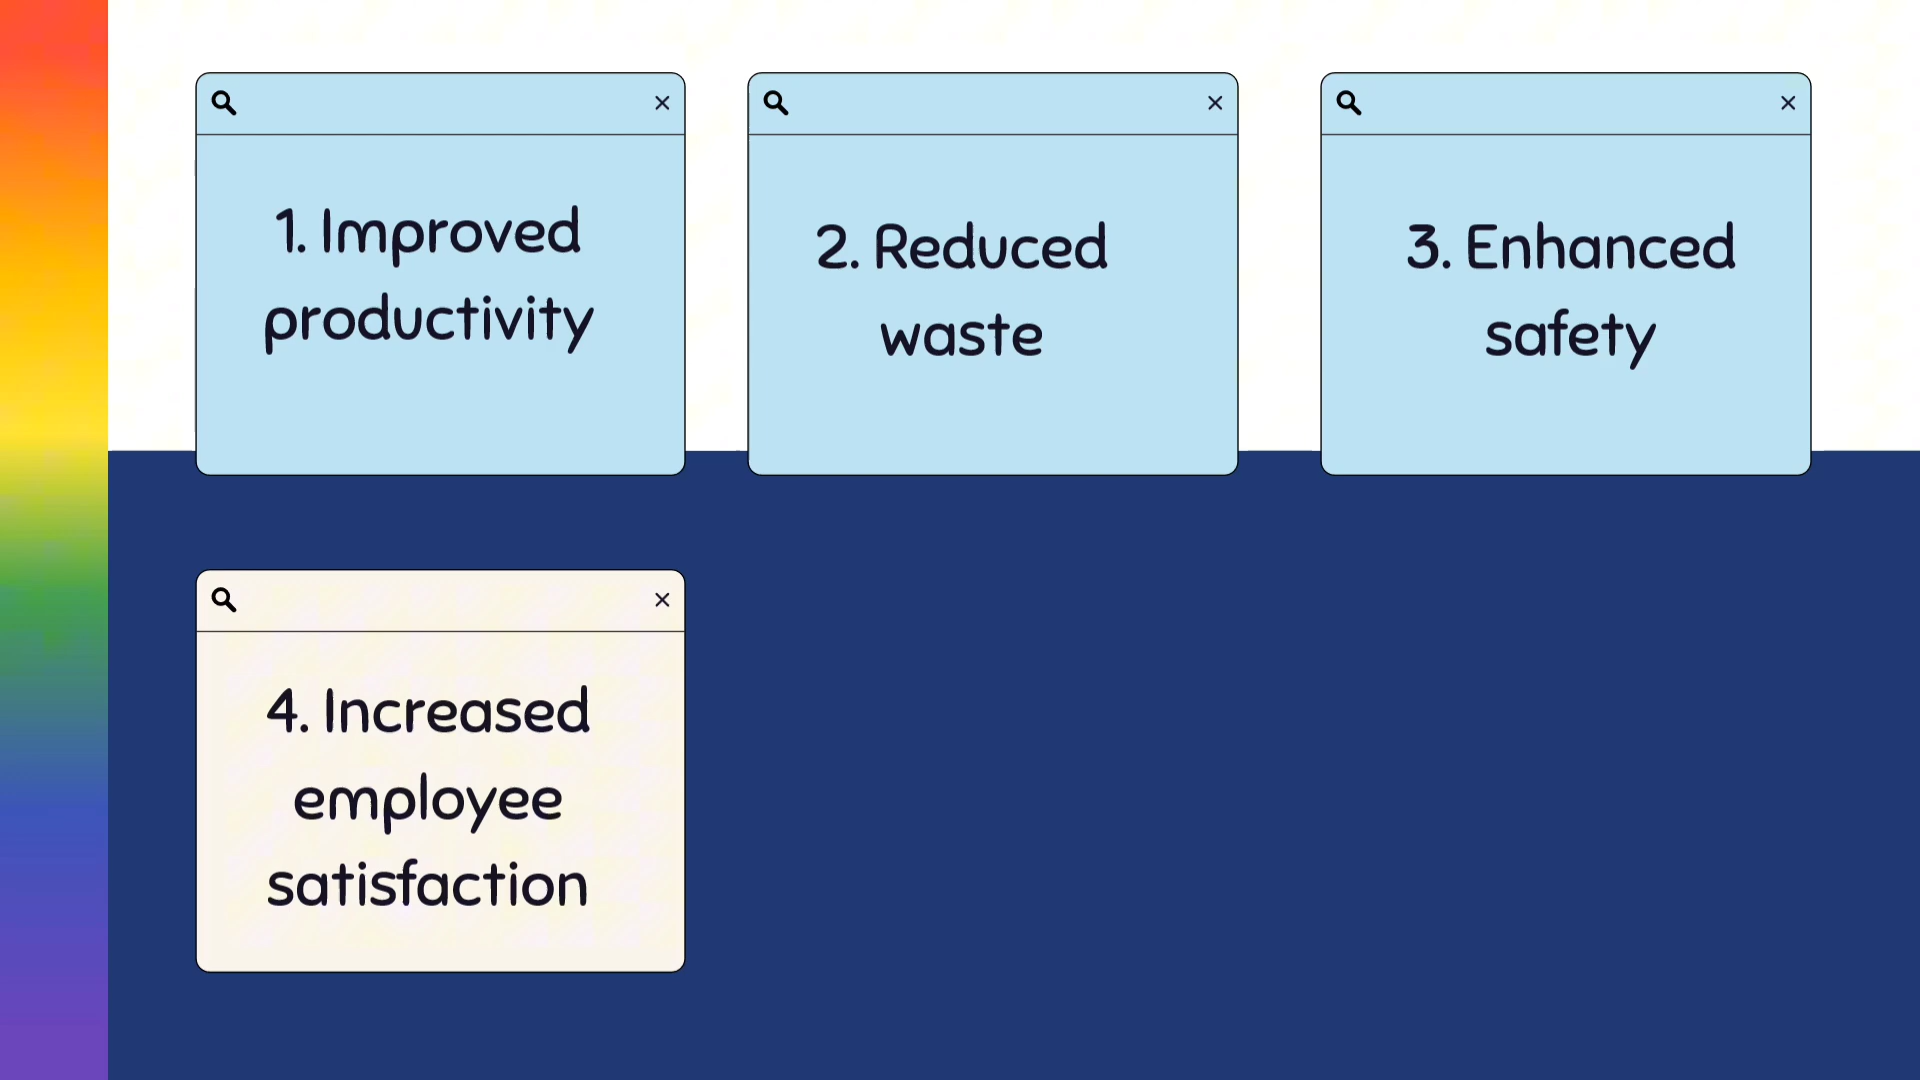 1. Improved
productivity
2. Reduced
waste
3. Enhanced
safety
4. Increased
employee
satisfaction